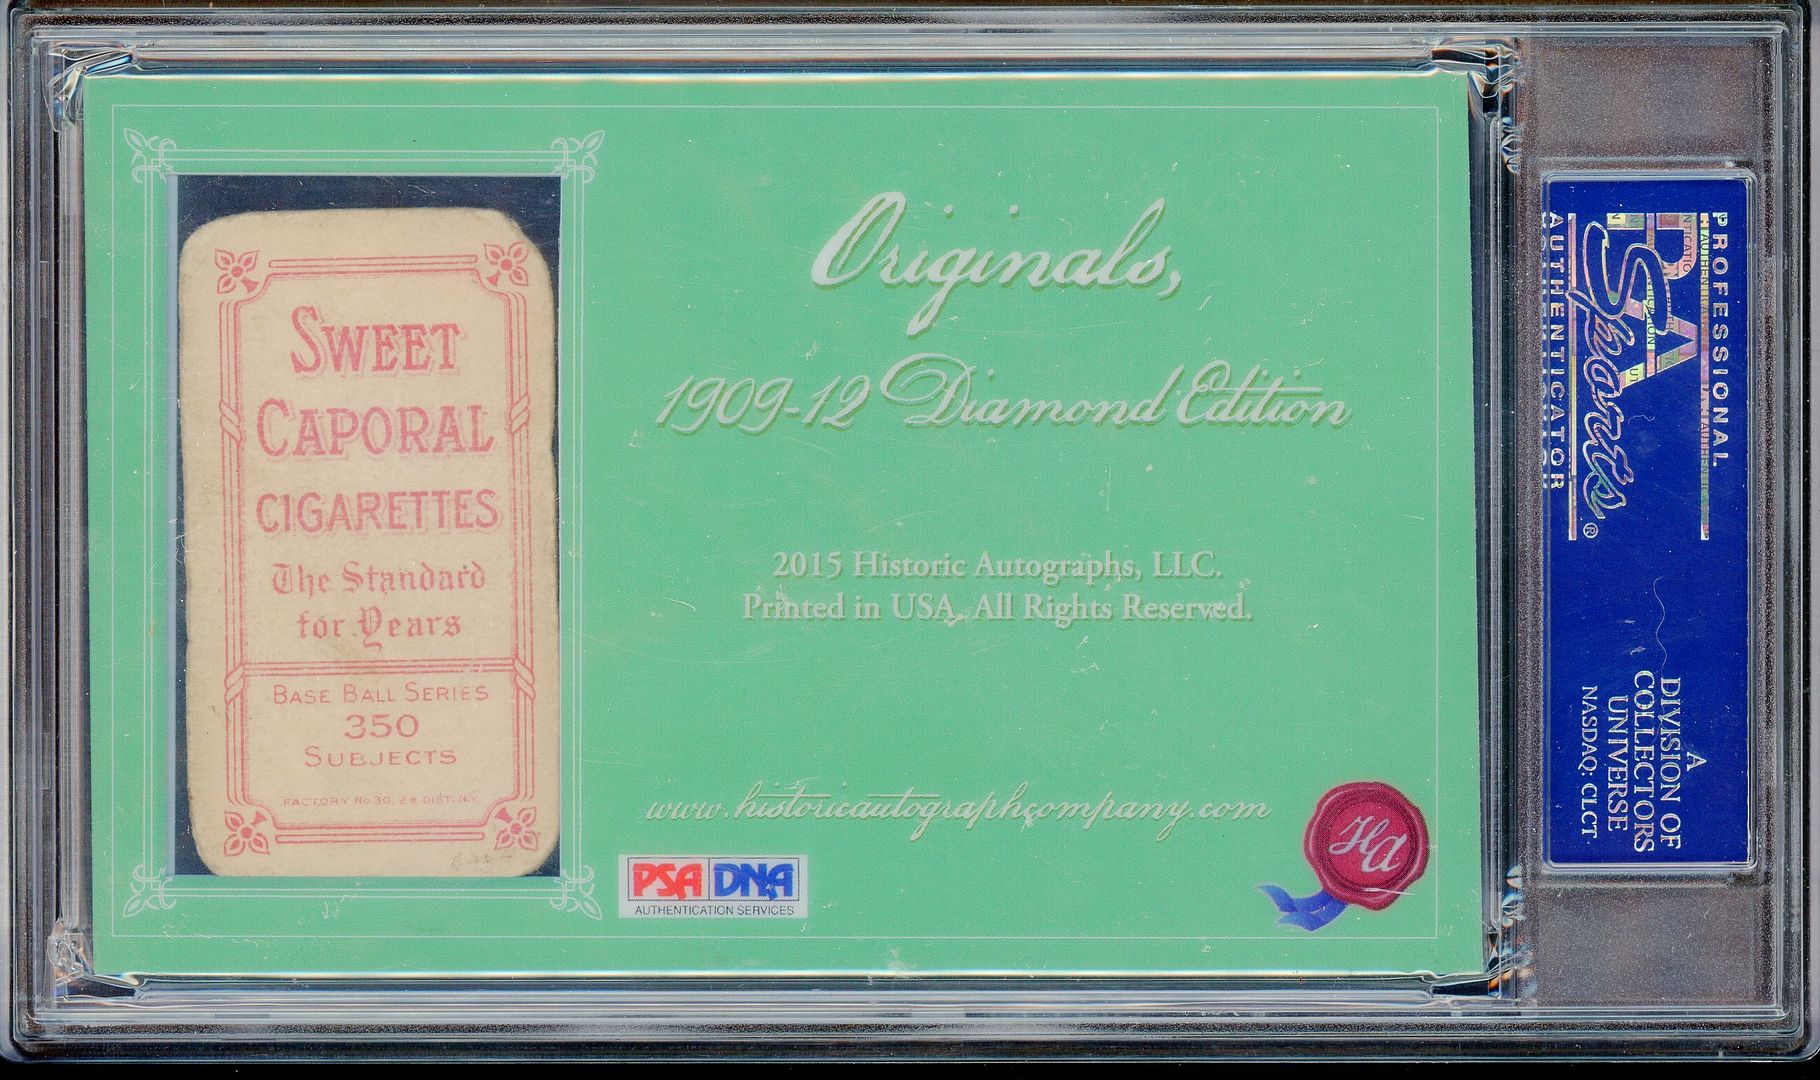 SWEET
CAPORAL
CIGARETTES
The Standard
for Years
BASE BALL SERIES
350
SUBJECTS
FACTORY No. 30, 2d DIST. N.Y.
Originals,
1909-12 Diamond Edition
2015 Historic Autographs, LLC.
Printed in USA, All Rights Reserved.
www.historicautographcompany.com
PSA DNA
AUTHENTICATION SERVICES
HA
PROFESSIONAL
PSA
Sports®
AUTHENTICATOR
A
DIVISION OF
COLLECTORS
UNIVERSE
NASDAQ: CLCT